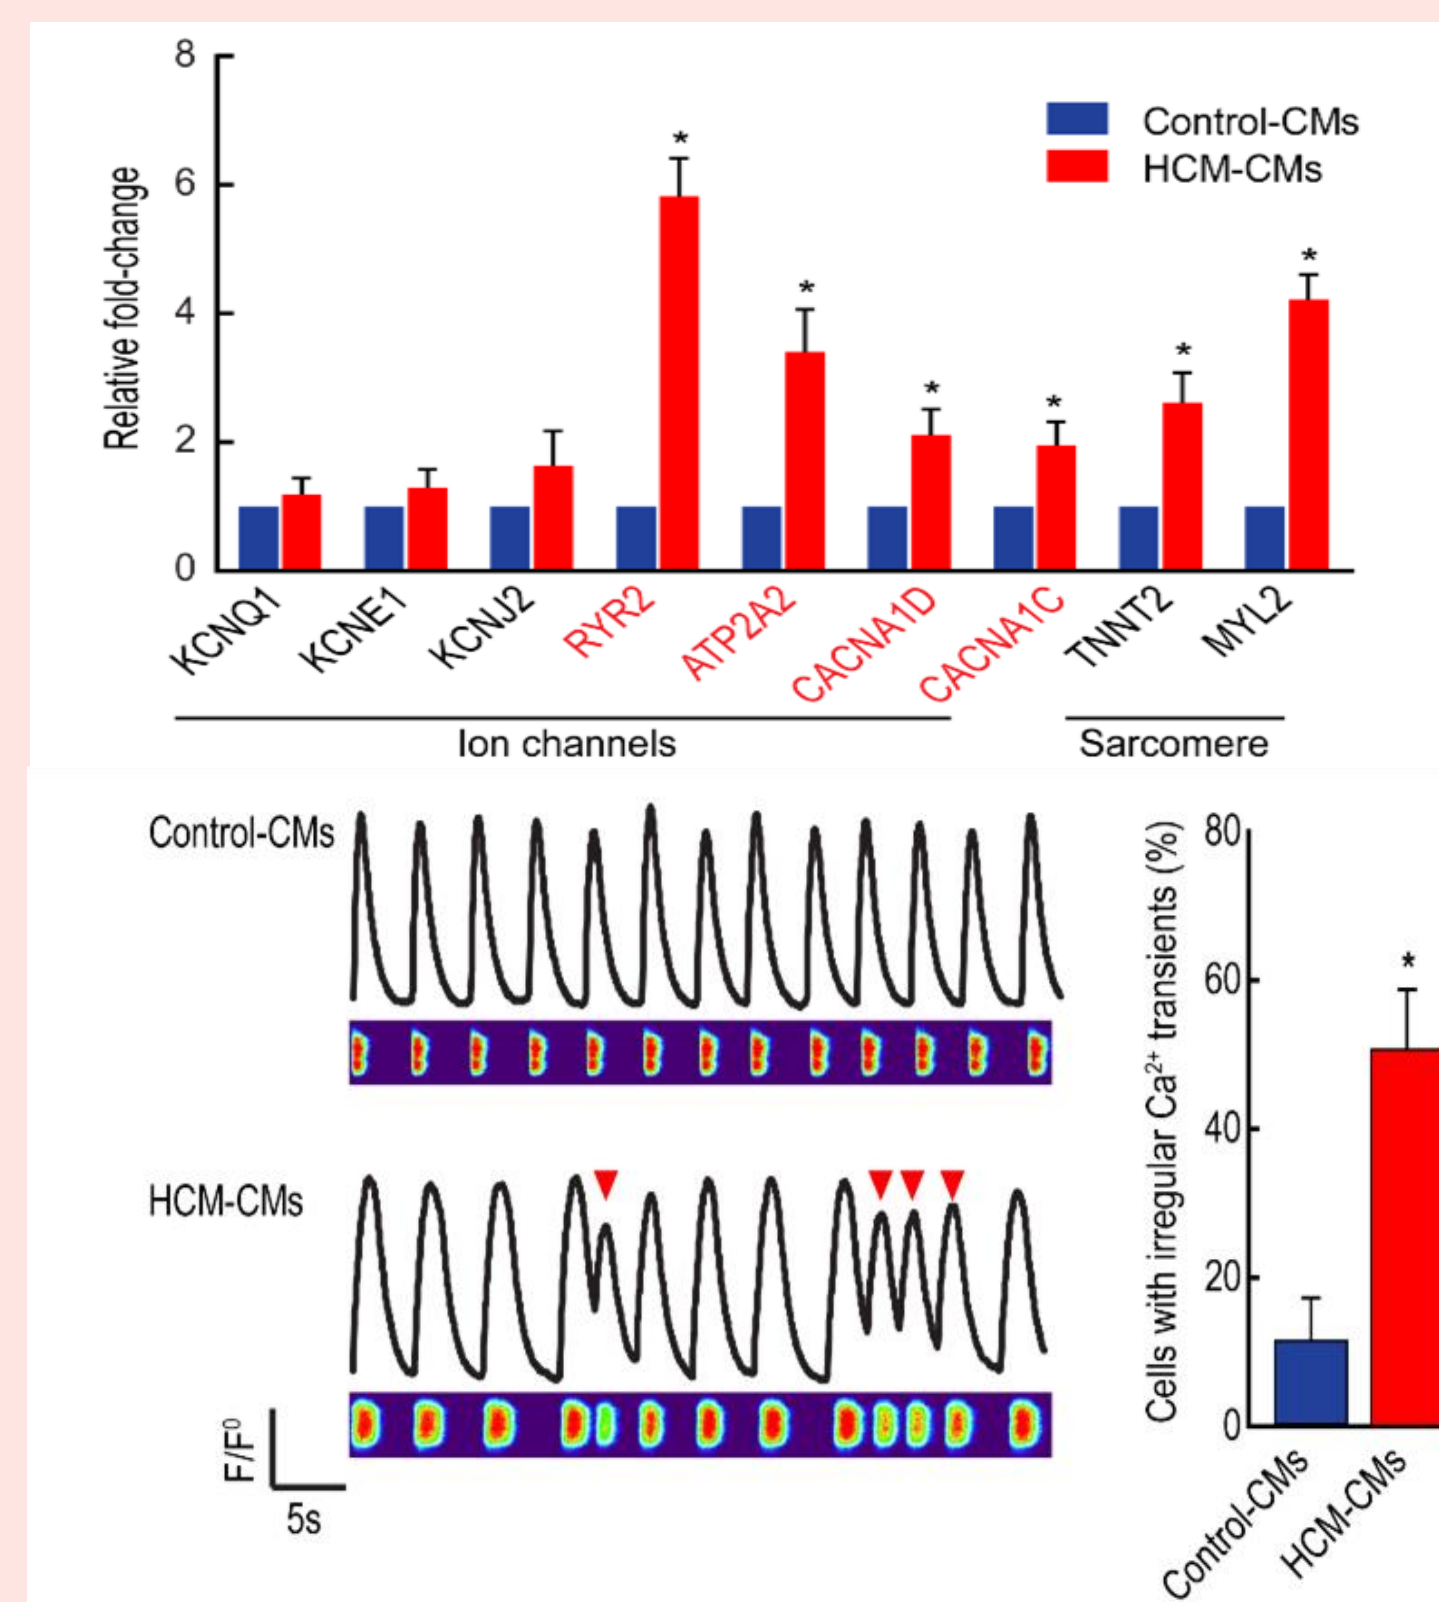 8
6
4
2
0
Relative fold-change
Control-CMs
HCM-CMs
*
*
*
*
*
*
KCNQ1
KCNE1
KCNJ2
RYR2
ATP2A2
CACNA1D
CACNA1C
TNNT2
MYL2
Ion channels
Sarcomere
Control-CMs
HCM-CMs
F/F⁰
5s
Cells with irregular Ca²⁺ transients (%)
80
60
40
20
0
*
Control-CMs
HCM-CMs